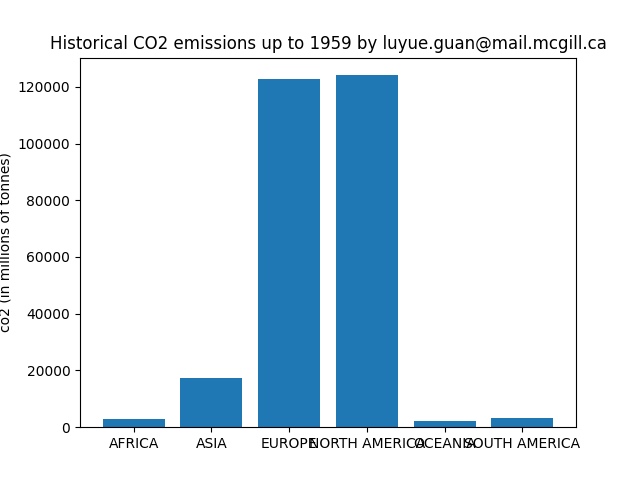 Historical CO2 emissions up to 1959 by luyue.guan@mail.mcgill.ca
120000
100000
80000
60000
40000
20000
0
co2 (in millions of tonnes)
AFRICA ASIA EUROPE NORTH AMERICA OCEANIA SOUTH AMERICA